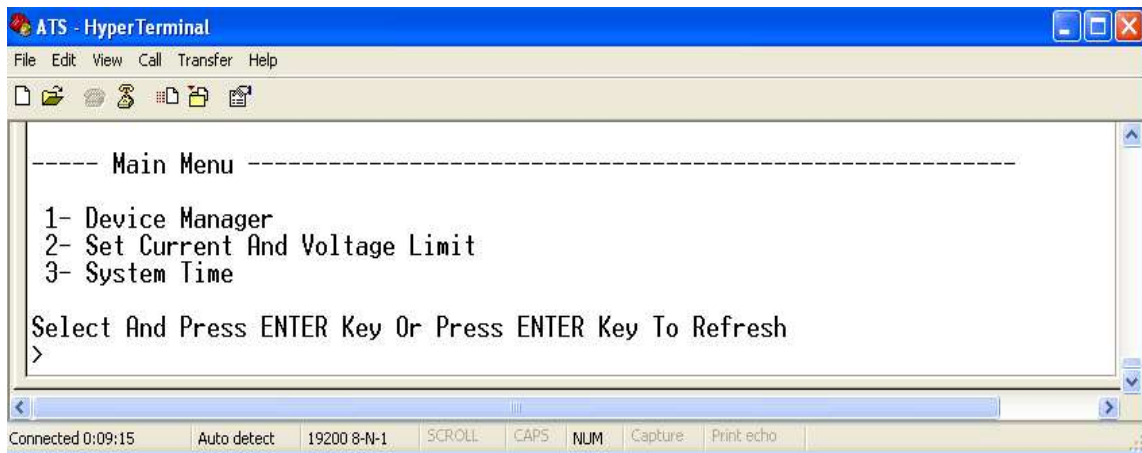 ATS - HyperTerminal
File Edit View Call Transfer Help
----- Main Menu ---------------------------------------------------------
1- Device Manager
2- Set Current And Voltage Limit
3- System Time
Select And Press ENTER Key Or Press ENTER Key To Refresh
>
Connected 0:09:15 Auto detect 19200 8-N-1 SCROLL CAPS NUM Capture Print echo